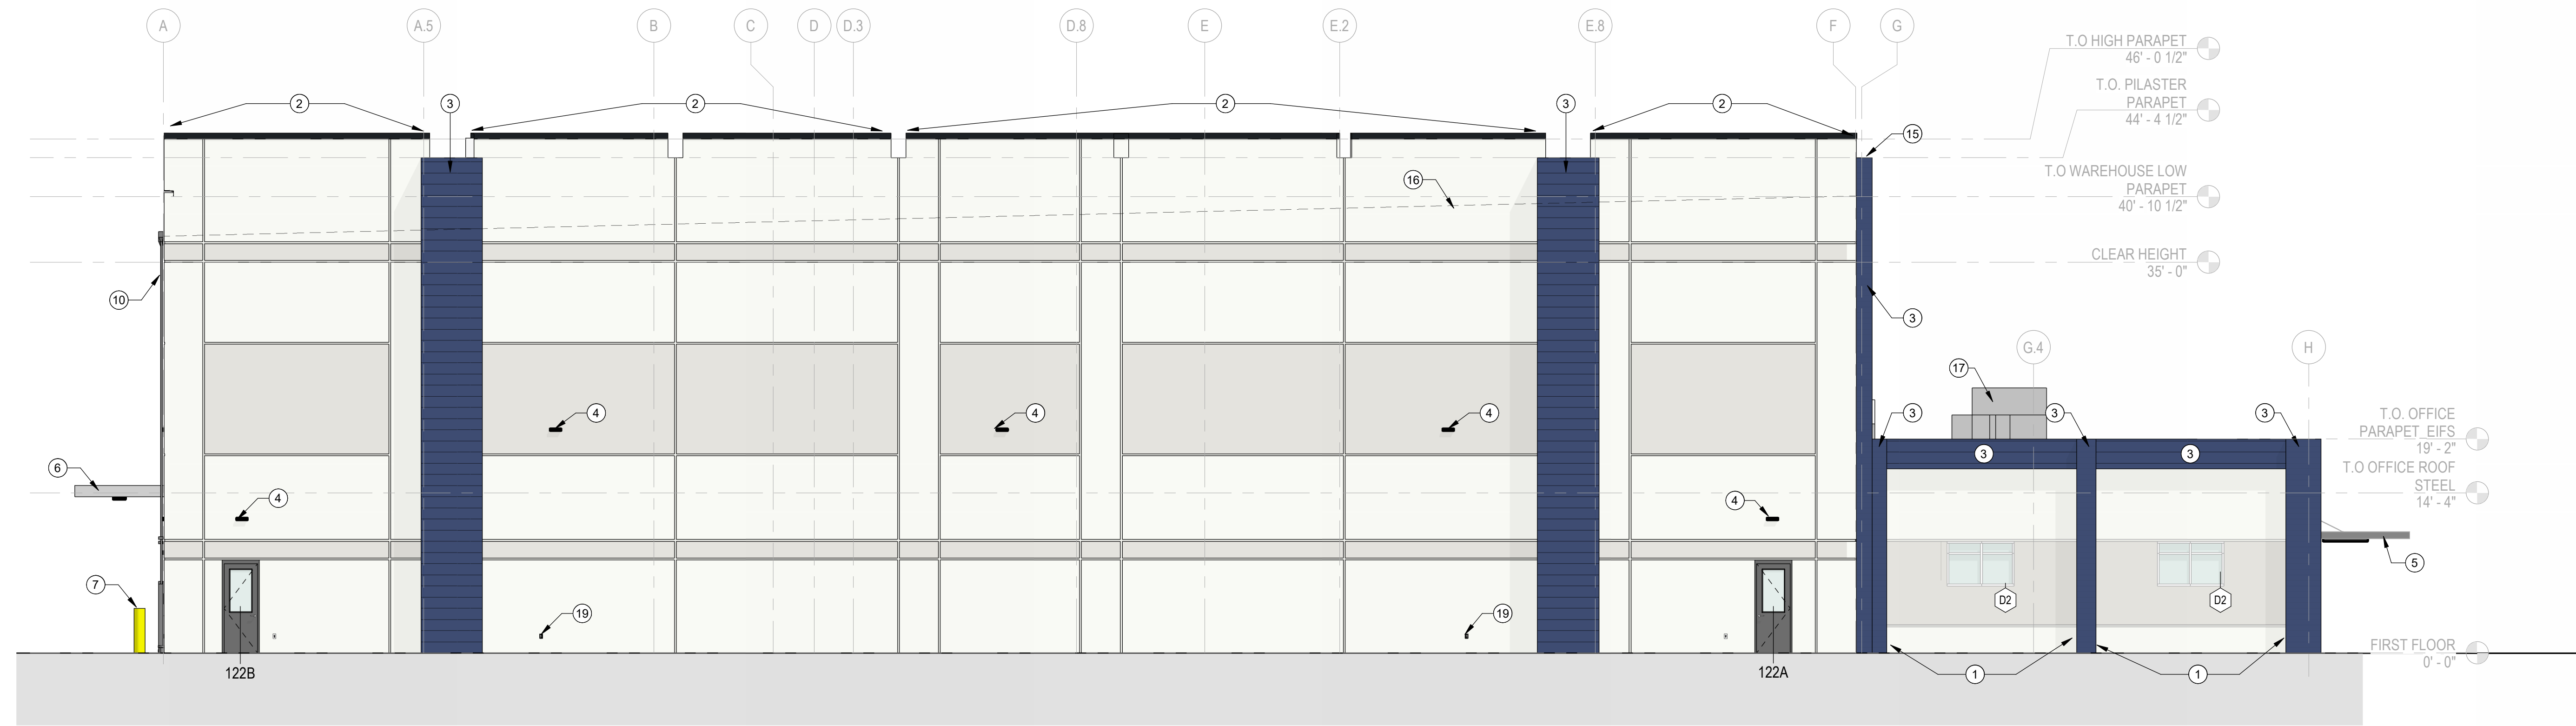 A
A.5
B
C
D
D.3
D.8
E
E.2
E.8
F
G
T.O HIGH PARAPET
46' - 0 1/2"
T.O. PILASTER
PARAPET
44' - 4 1/2"
2
3
2
2
3
2
15
T.O WAREHOUSE LOW
PARAPET
40' - 10 1/2"
16
CLEAR HEIGHT
35' - 0"
10
3
G.4
H
17
4
4
4
3
3
3
T.O. OFFICE
PARAPET_EIFS
19' - 2"
3
3
6
T.O OFFICE ROOF
STEEL
14' - 4"
4
4
5
7
D2
D2
19
19
FIRST FLOOR
0' - 0"
122B
122A
1
1